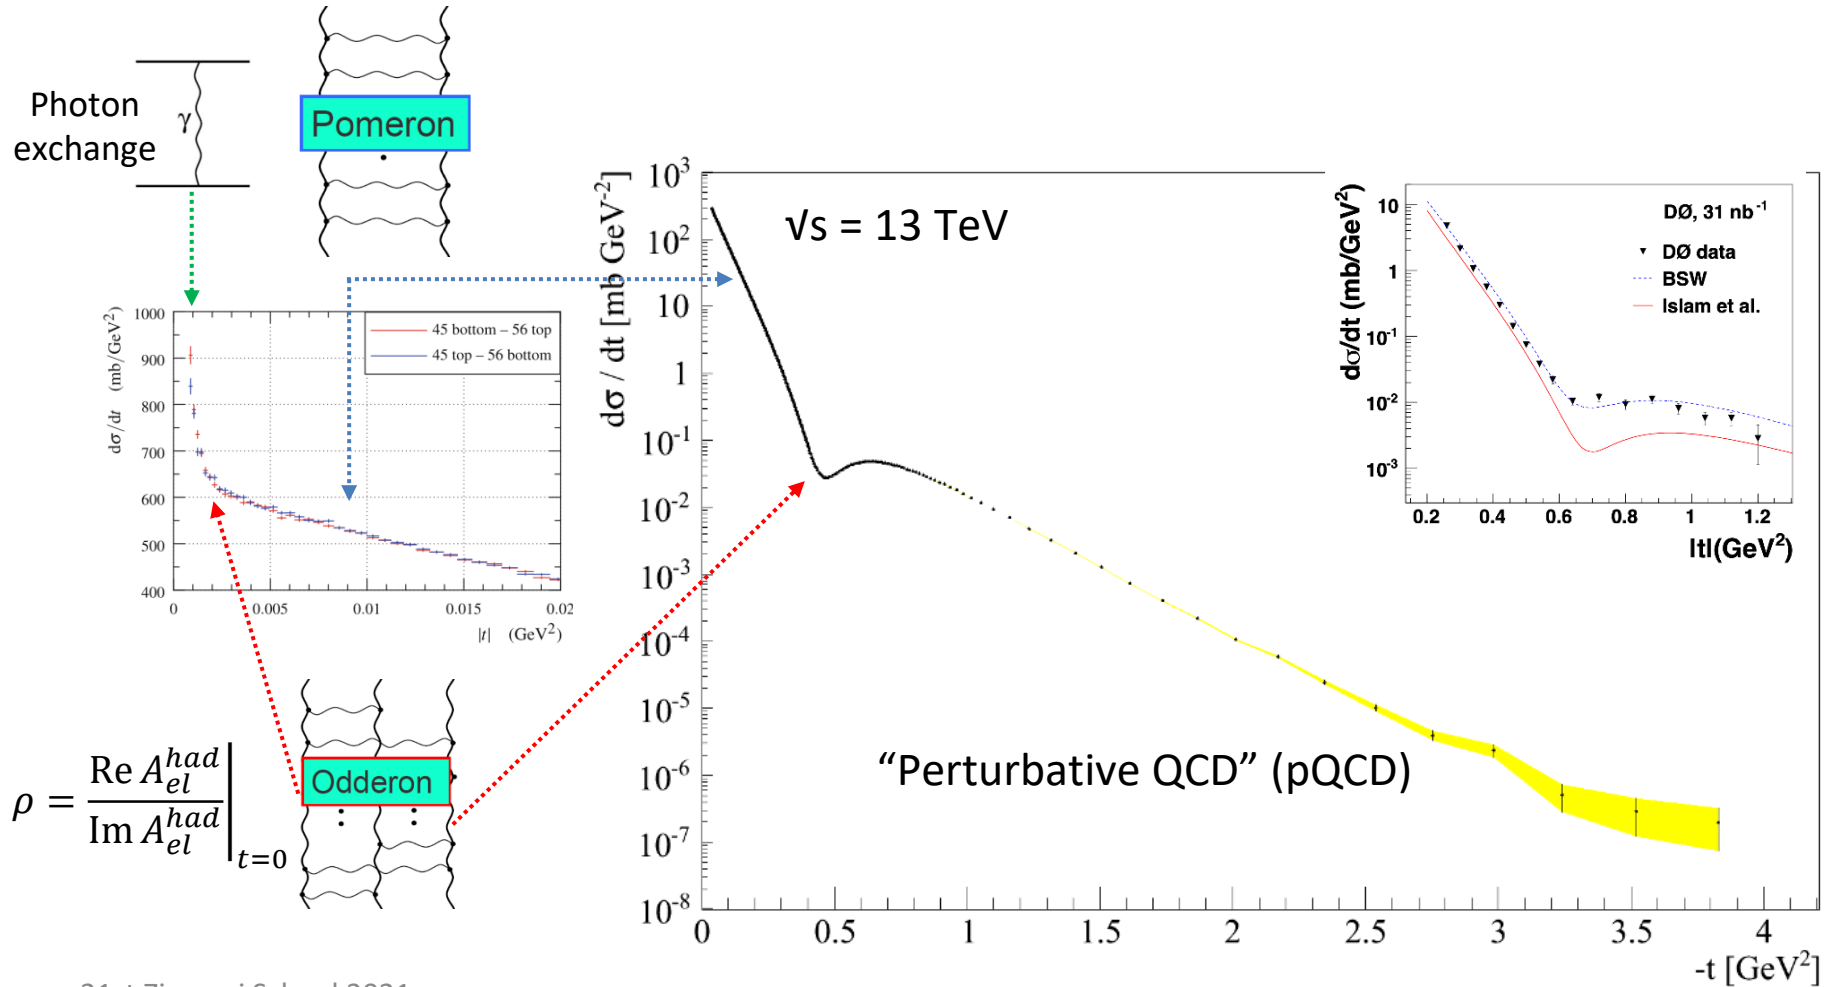 Photon
exchange
γ
Pomeron
dσ/dt (mb/GeV²)
1000
900
800
700
600
500
400
45 bottom – 56 top
45 top – 56 bottom
0
0.005
0.01
0.015
0.02
|t| (GeV²)
ρ = Re A_el^had / Im A_el^had |_{t=0}
Odderon
dσ / dt [mb GeV⁻²]
10³
10²
10
1
10⁻¹
10⁻²
10⁻³
10⁻⁴
10⁻⁵
10⁻⁶
10⁻⁷
10⁻⁸
√s = 13 TeV
“Perturbative QCD” (pQCD)
0
0.5
1
1.5
2
2.5
3
3.5
4
-t [GeV²]
dσ/dt (mb/GeV²)
10
1
10⁻¹
10⁻²
10⁻³
DØ, 31 nb⁻¹
DØ data
BSW
Islam et al.
0.2
0.4
0.6
0.8
1
1.2
|t|(GeV²)
2021